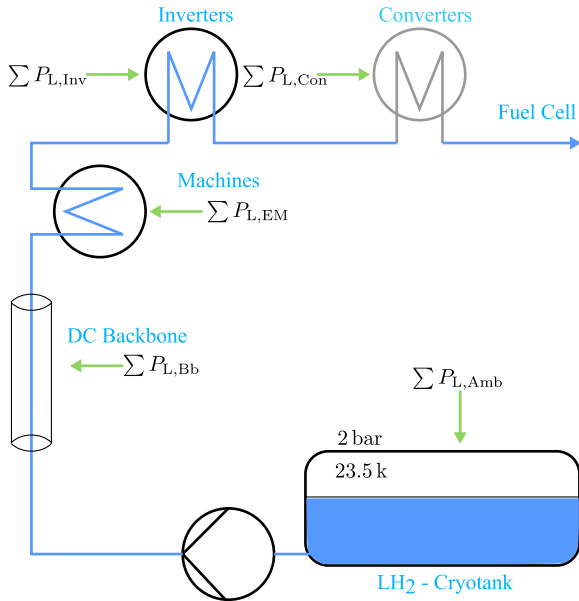 Inverters
Converters
∑ P_L,Inv
∑ P_L,Con
Fuel Cell
Machines
∑ P_L,EM
DC Backbone
∑ P_L,Bb
∑ P_L,Amb
2 bar
23.5 k
LH₂ - Cryotank